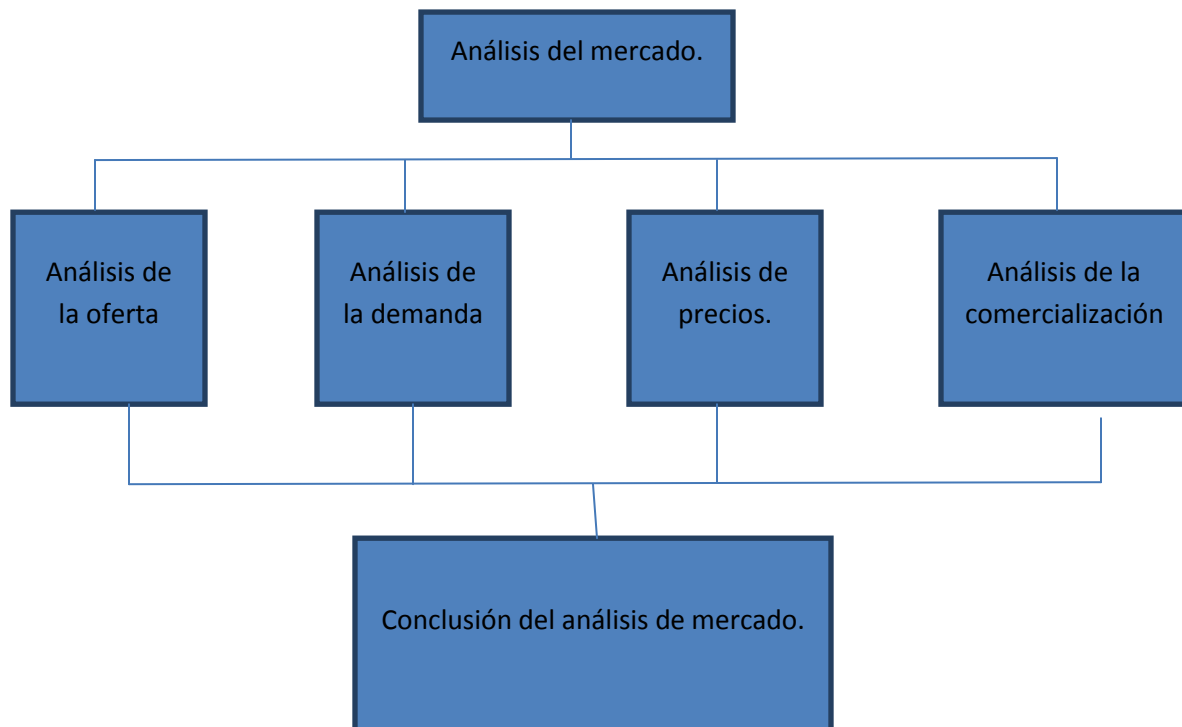 Análisis del mercado.
Análisis de
la oferta
Análisis de
la demanda
Análisis de
precios.
Análisis de la
comercialización
Conclusión del análisis de mercado.